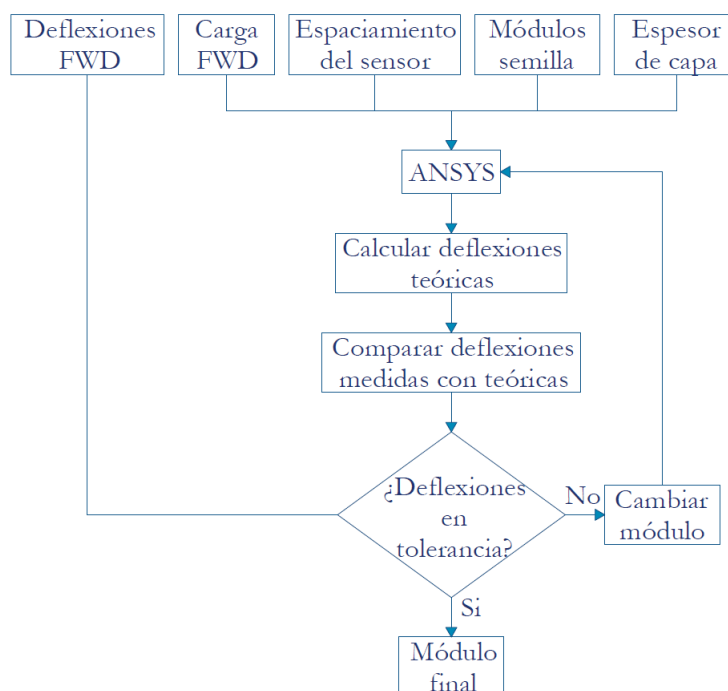 Deflexiones
FWD
Carga
FWD
Espaciamiento
del sensor
Módulos
semilla
Espesor
de capa
ANSYS
Calcular deflexiones
teóricas
Comparar deflexiones
medidas con teóricas
¿Deflexiones
en
tolerancia?
No
Cambiar
módulo
Si
Módulo
final